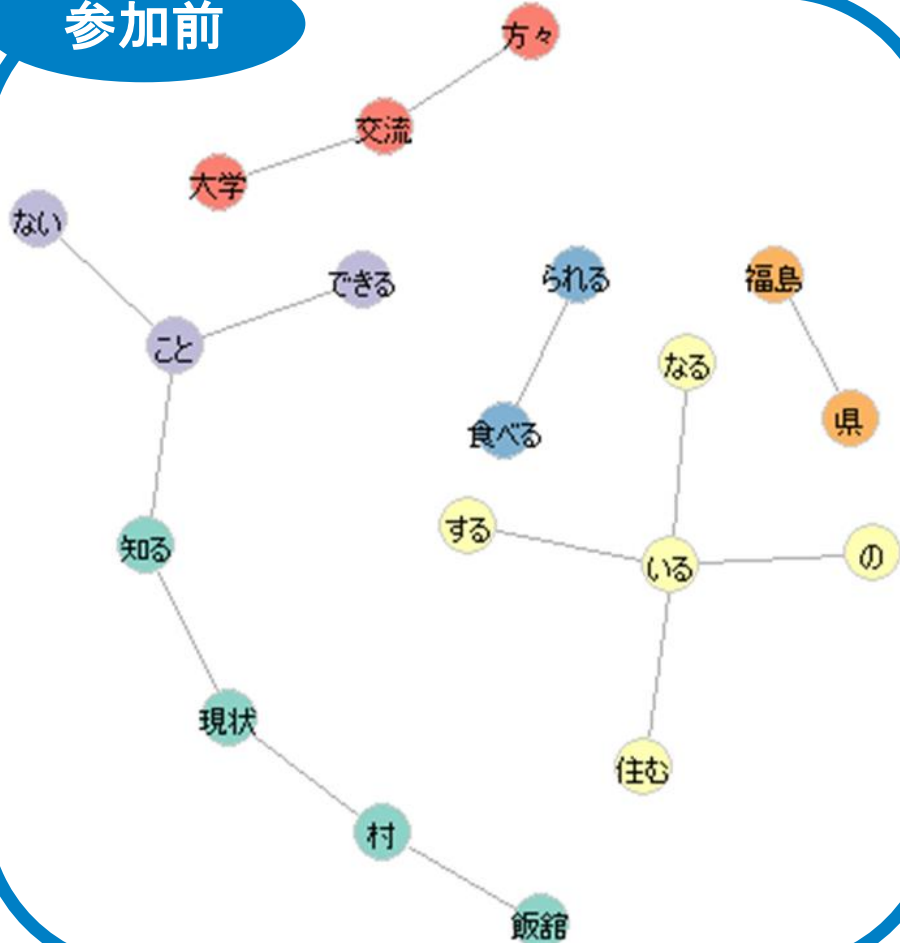 参加前
方々
交流
大学
ない
できる
こと
られる
福島
なる
県
食べる
する
知る
いる
の
現状
住む
村
飯舘